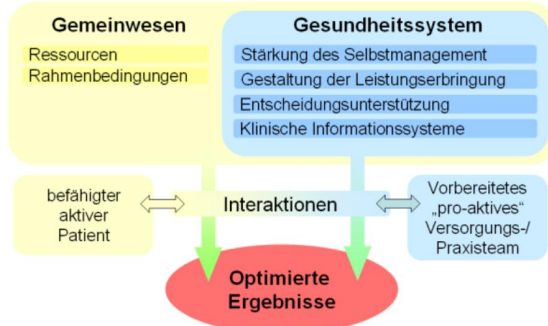 Gemeinwesen
Ressourcen
Rahmenbedingungen
Gesundheitssystem
Stärkung des Selbstmanagement
Gestaltung der Leistungserbringung
Entscheidungsunterstützung
Klinische Informationssysteme
befähigter
aktiver
Patient
Interaktionen
Vorbereitetes
„pro-aktives“
Versorgungs-/
Praxisteam
Optimierte
Ergebnisse